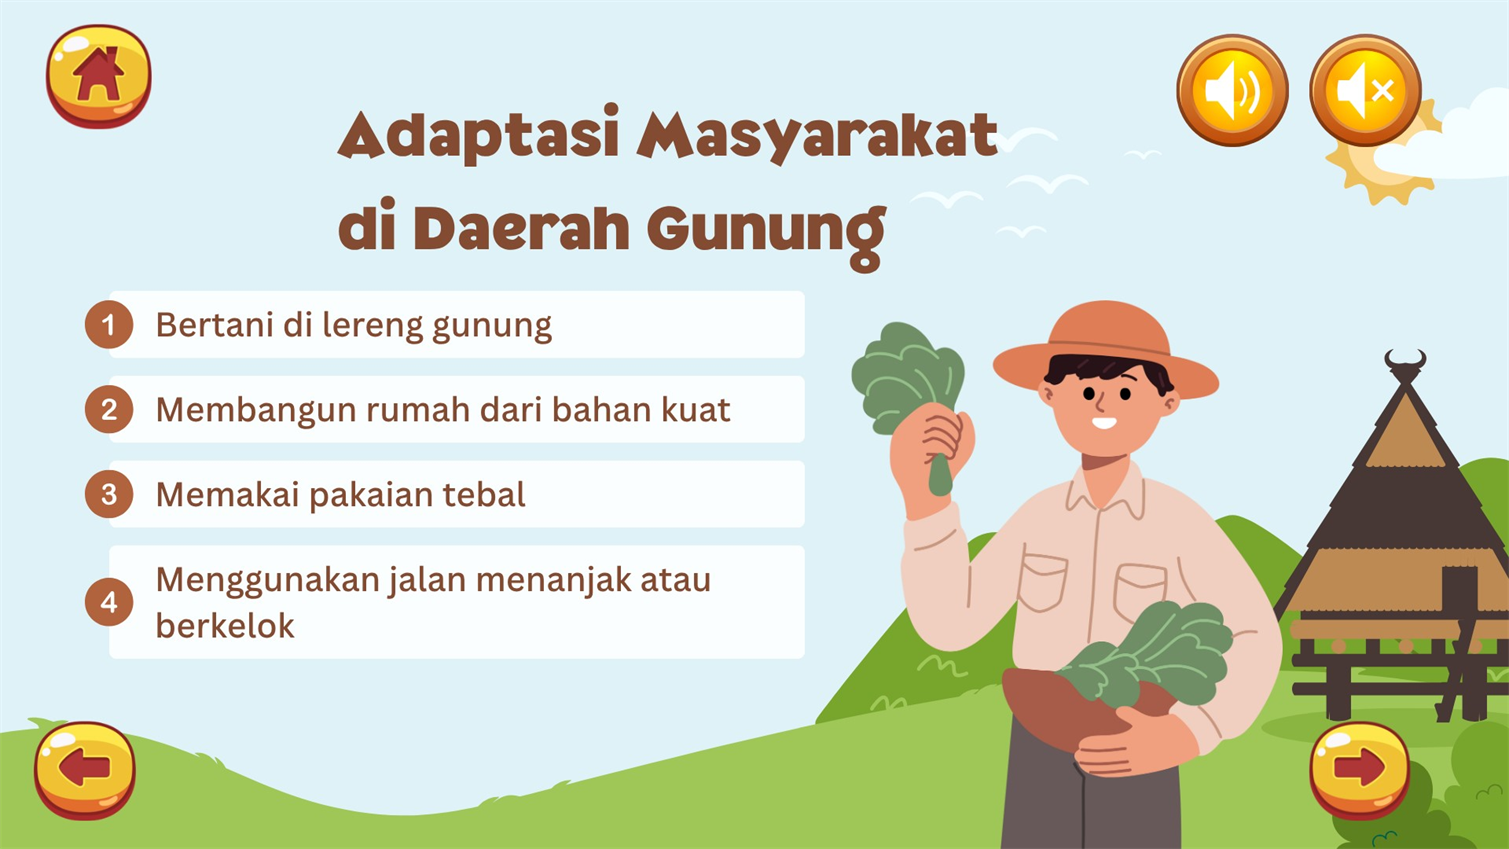 Adaptasi Masyarakat
di Daerah Gunung
1 Bertani di lereng gunung
2 Membangun rumah dari bahan kuat
3 Memakai pakaian tebal
4 Menggunakan jalan menanjak atau
berkelok